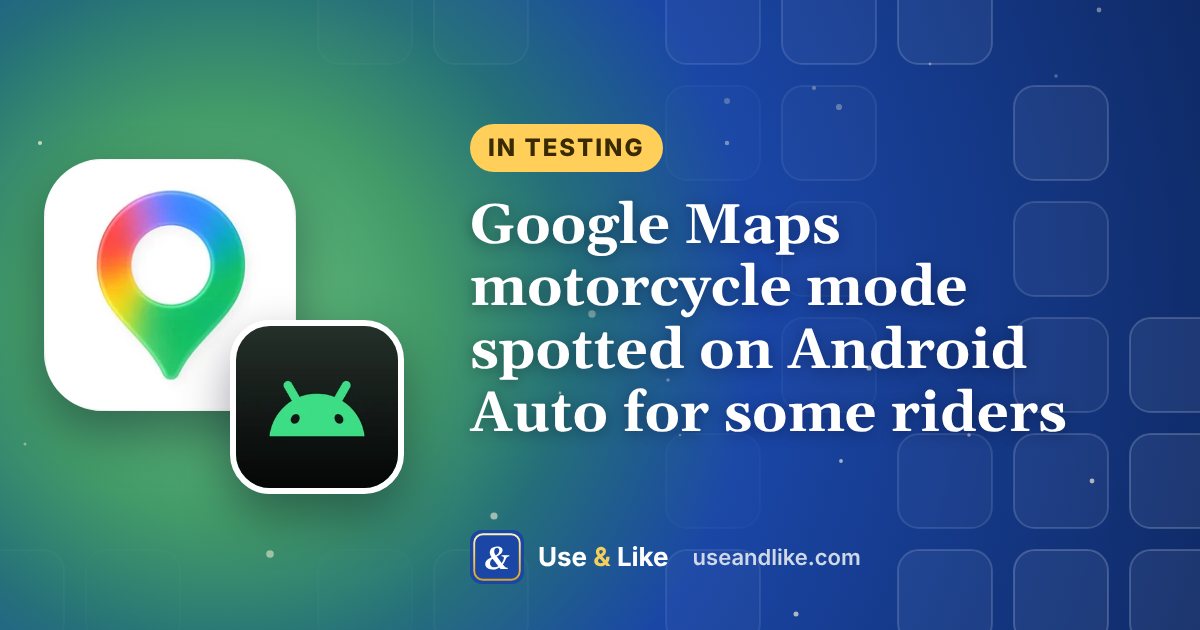 IN TESTING
Google Maps
motorcycle mode
spotted on Android
Auto for some riders
& Use & Like useandlike.com